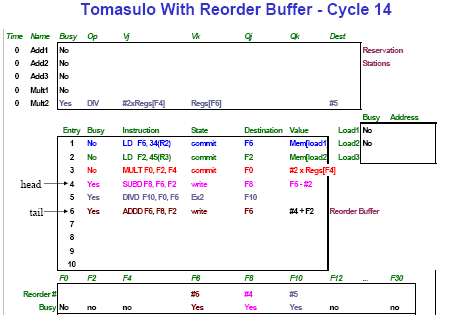 Tomasulo With Reorder Buffer - Cycle 14
Time Name Busy Op Vj Vk Qj Qk Dest
0 Add1 No Reservation
0 Add2 No Stations
0 Add3 No
0 Mult1 No
0 Mult2 Yes DIV #2xRegs[F4] Regs[F6] #5
Busy Address
Entry Busy Instruction State Destination Value Load1 No
1 No LD F6, 34(R2) commit F6 Mem[load1] Load2 No
2 No LD F2, 45(R3) commit F2 Mem[load2] Load3
3 No MULT F0, F2, F4 commit F0 #2 x Regs[F4]
head 4 Yes SUBD F8, F6, F2 write F8 F6 - #2
5 Yes DIVD F10, F0, F6 Ex2 F10
tail 6 Yes ADDD F6, F8, F2 write F6 #4 + F2 Reorder Buffer
7
8
9
10
F0 F2 F4 F6 F8 F10 F12 ... F30
Reorder # #6 #4 #5
Busy No no no Yes Yes Yes no no